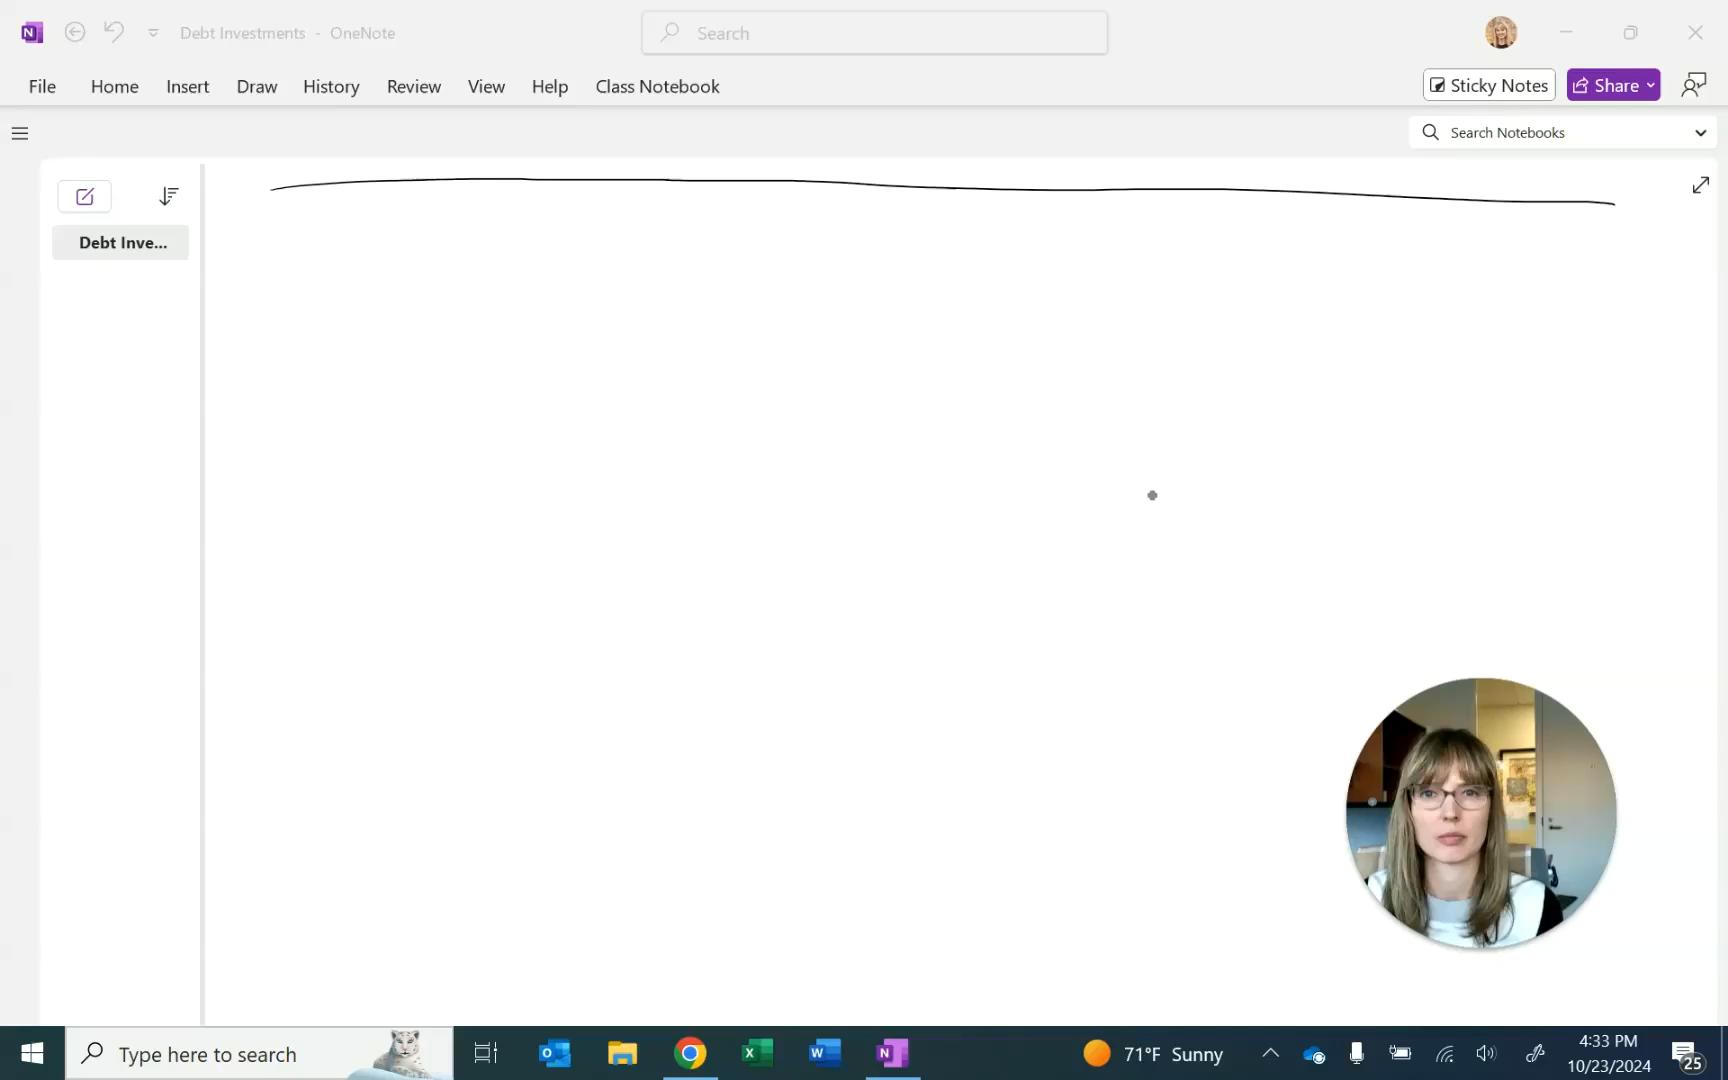 Debt Investments - OneNote
Search
File Home Insert Draw History Review View Help Class Notebook
Sticky Notes
Share
Search Notebooks
Debt Inve...
Type here to search
71°F Sunny
4:33 PM
10/23/2024
25